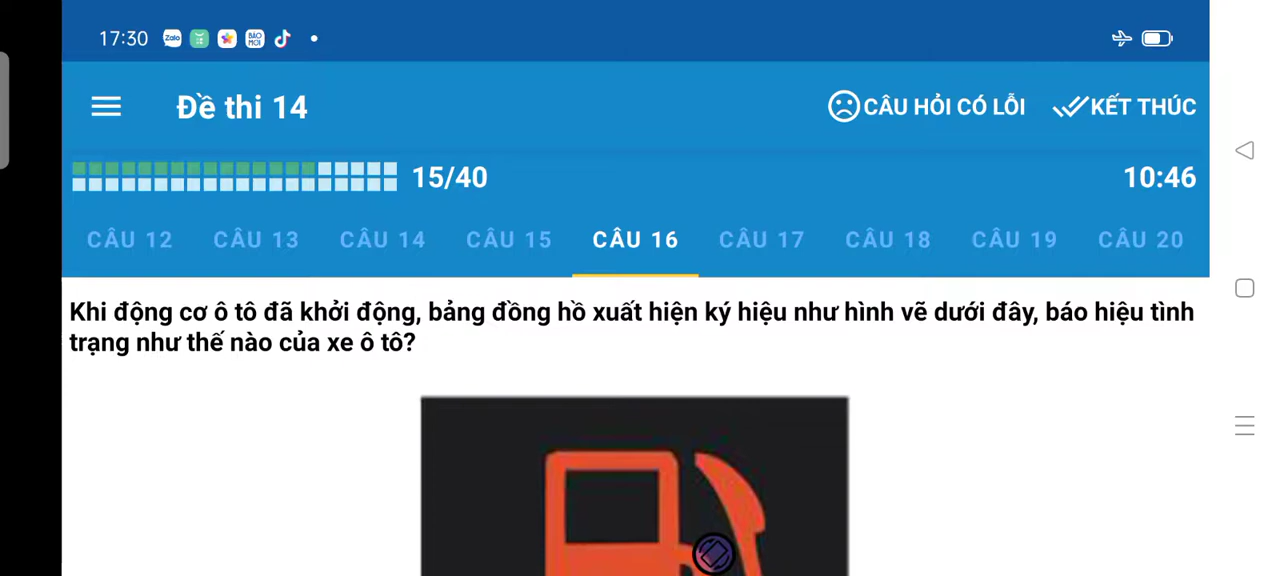 17:30 Zalo BÁO MỚI
Đề thi 14 CÂU HỎI CÓ LỖI KẾT THÚC
15/40 10:46
CÂU 12 CÂU 13 CÂU 14 CÂU 15 CÂU 16 CÂU 17 CÂU 18 CÂU 19 CÂU 20
Khi động cơ ô tô đã khởi động, bảng đồng hồ xuất hiện ký hiệu như hình vẽ dưới đây, báo hiệu tình
trạng như thế nào của xe ô tô?